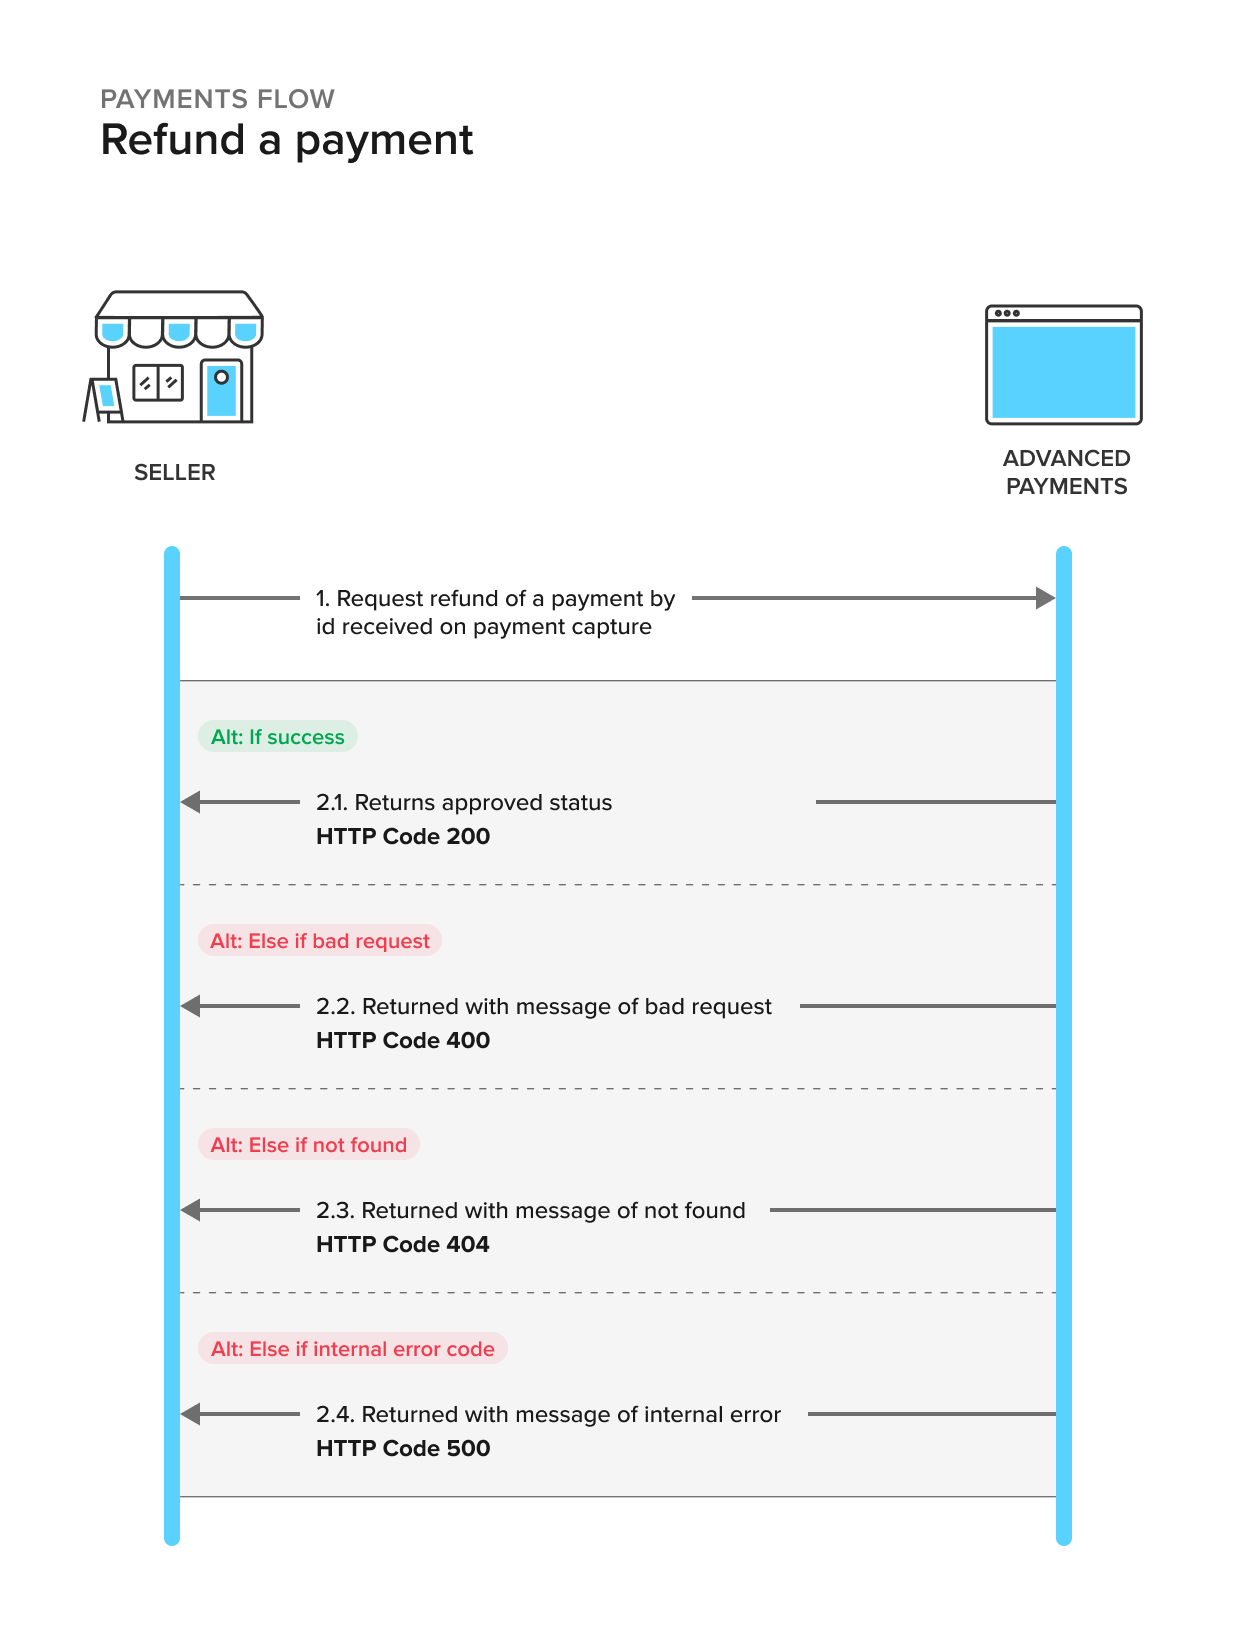 PAYMENTS FLOW
Refund a payment
SELLER
ADVANCED
PAYMENTS
1. Request refund of a payment by
id received on payment capture
Alt: If success
2.1. Returns approved status
HTTP Code 200
Alt: Else if bad request
2.2. Returned with message of bad request
HTTP Code 400
Alt: Else if not found
2.3. Returned with message of not found
HTTP Code 404
Alt: Else if internal error code
2.4. Returned with message of internal error
HTTP Code 500